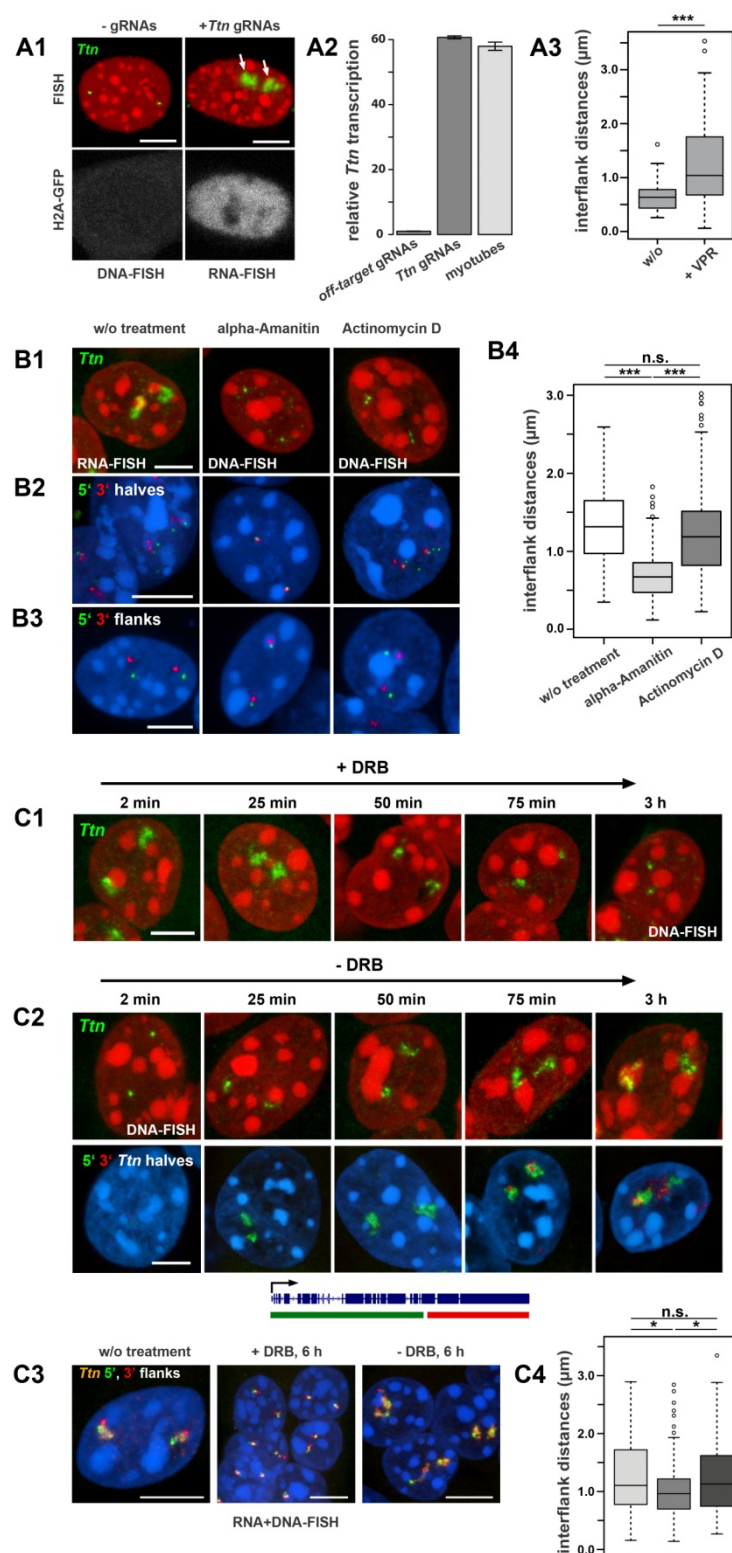 A1
- gRNAs
+Ttn gRNAs
Ttn
FISH
H2A-GFP
DNA-FISH
RNA-FISH
A2
relative Ttn transcription
60
40
20
0
off-target gRNAs
Ttn gRNAs
myotubes
A3
***
interflank distances (µm)
3.0
2.0
1.0
0.0
w/o
+ VPR
w/o treatment
alpha-Amanitin
Actinomycin D
B1
Ttn
RNA-FISH
DNA-FISH
DNA-FISH
B2
5‘ 3‘ halves
B3
5‘ 3‘ flanks
B4
n.s.
***
***
interflank distances (µm)
3.0
2.0
1.0
0.0
w/o treatment
alpha-Amanitin
Actinomycin D
+ DRB
2 min
25 min
50 min
75 min
3 h
C1
Ttn
DNA-FISH
- DRB
2 min
25 min
50 min
75 min
3 h
C2
Ttn
DNA-FISH
5‘ 3‘ Ttn halves
C3
w/o treatment
+ DRB, 6 h
- DRB, 6 h
Ttn 5‘, 3‘ flanks
RNA+DNA-FISH
C4
n.s.
*
*
interflank distances (µm)
3.0
2.0
1.0
0.0